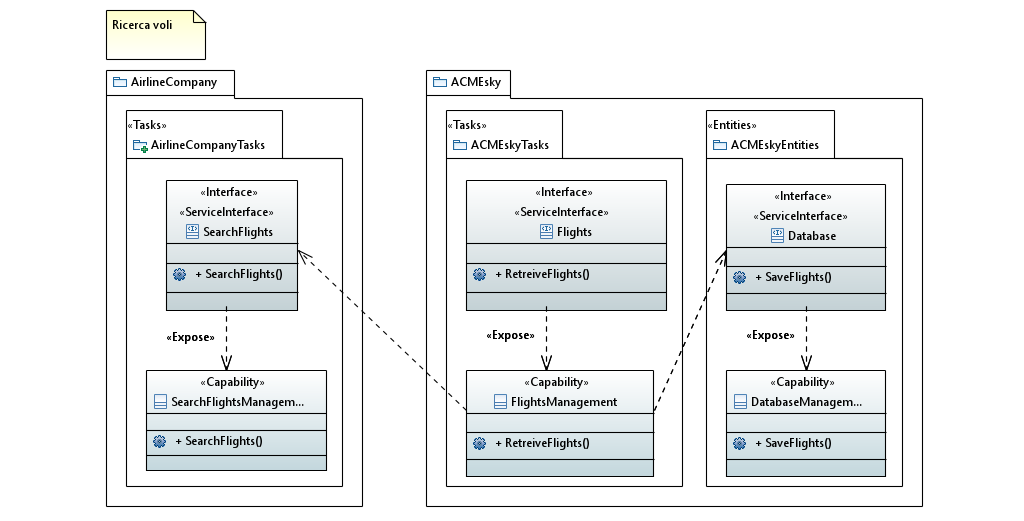 Ricerca voli
AirlineCompany
«Tasks»
AirlineCompanyTasks
«Interface»
«ServiceInterface»
SearchFlights
+ SearchFlights()
«Expose»
«Capability»
SearchFlightsManagem...
+ SearchFlights()
ACMEsky
«Tasks»
ACMEskyTasks
«Interface»
«ServiceInterface»
Flights
+ RetreiveFlights()
«Expose»
«Capability»
FlightsManagement
+ RetreiveFlights()
«Entities»
ACMEskyEntities
«Interface»
«ServiceInterface»
Database
+ SaveFlights()
«Expose»
«Capability»
DatabaseManagem...
+ SaveFlights()